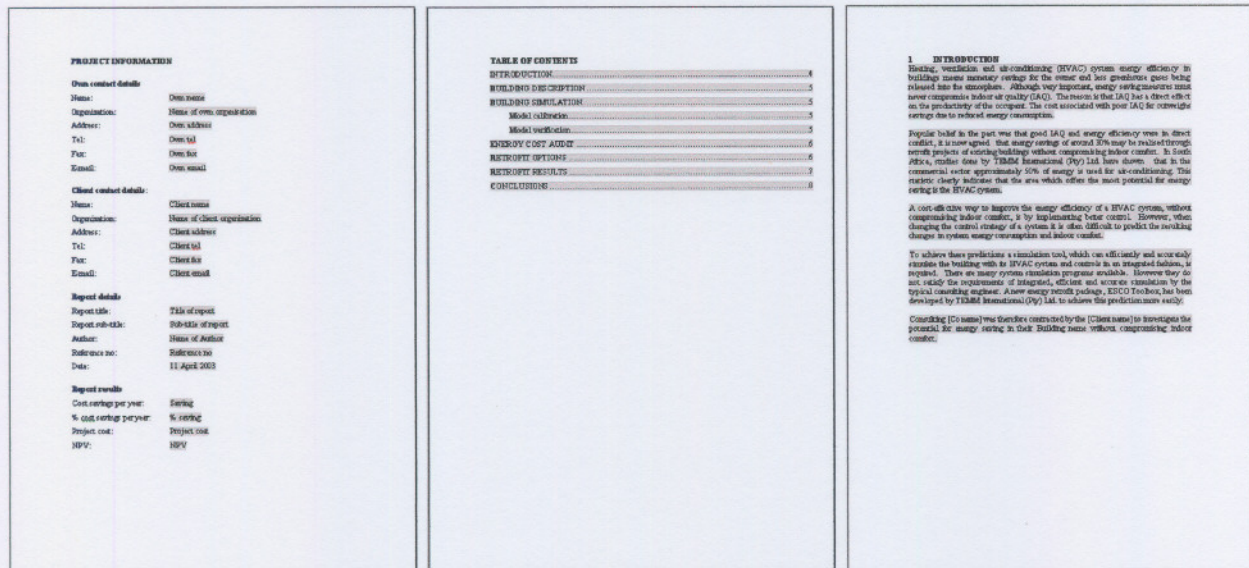 PROJECT INFORMATION
Own contact details
Name: Own name
Organization: Name of own organization
Address: Own address
Tel: Own tel
Fax: Own fax
E-mail: Own email
Client contact details:
Name: Client name
Organization: Name of client organization
Address: Client address
Tel: Client tel
Fax: Client fax
E-mail: Client email
Report details
Report title: Title of report
Report sub-title: Sub-title of report
Author: Name of Author
Reference no: Reference no
Date: 11 April 2003
Report results
Cost savings per year: Saving
% cost savings per year: % saving
Project cost: Project cost
NPV: NPV
TABLE OF CONTENTS
INTRODUCTION 4
BUILDING DESCRIPTION 5
BUILDING SIMULATION 5
Model calibration 5
Model verification 5
ENERGY COST AUDIT 6
RETROFIT OPTIONS 6
RETROFIT RESULTS 7
CONCLUSIONS 8
1 INTRODUCTION
Heating, ventilation and air-conditioning (HVAC) system energy efficiency in
buildings means monetary savings for the owner and less greenhouse gases being
released into the atmosphere. Although very important, energy saving measures must
never compromise indoor air quality (IAQ). The reason is that IAQ has a direct effect
on the productivity of the occupant. The cost associated with poor IAQ far outweighs
savings due to reduced energy consumption.
Popular belief in the past was that good IAQ and energy efficiency were in direct
conflict, it is now agreed that energy savings of around 30% may be realised through
retrofit projects of existing buildings without compromising indoor comfort. In South
Africa, studies done by TEMM International (Pty) Ltd. have shown that in the
commercial sector approximately 50% of energy is used for air-conditioning. This
statistic clearly indicates that the area which offers the most potential for energy
saving is the HVAC system.
A cost-effective way to improve the energy efficiency of a HVAC system, without
compromising indoor comfort, is by implementing better control. However, when
changing the control strategy of a system it is often difficult to predict the resulting
changes in system energy consumption and indoor comfort.
To achieve these predictions a simulation tool, which can efficiently and accurately
simulate the building with its HVAC system and controls in an integrated fashion, is
required. There are many system simulation programs available. However they do
not satisfy the requirements of integrated, efficient and accurate simulation by the
typical consulting engineer. A new energy retrofit package, ESCO Toolbox, has been
developed by TEMM International (Pty) Ltd. to achieve this prediction more easily.
Consulting [Co name] was therefore contracted by the [Client name] to investigate the
potential for energy saving in their Building name without compromising indoor
comfort.